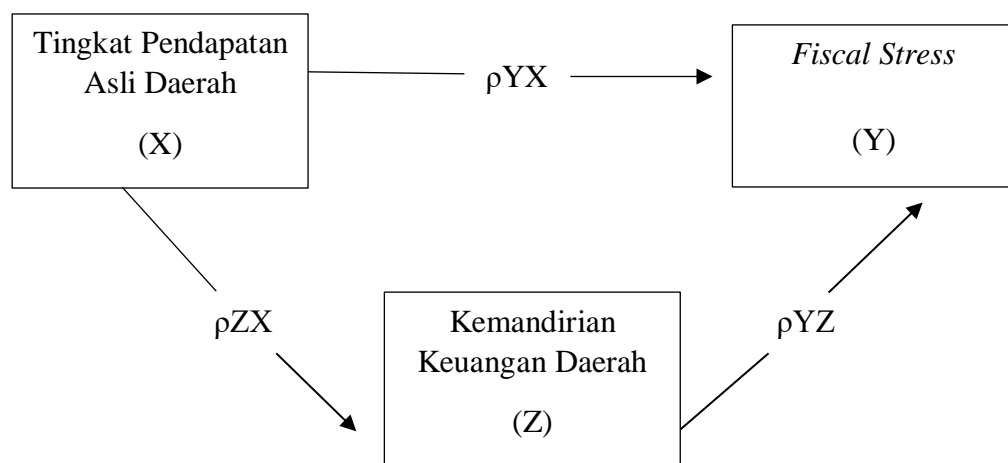 Tingkat Pendapatan
Asli Daerah
(X)
ρYX
Fiscal Stress
(Y)
ρZX
Kemandirian
Keuangan Daerah
(Z)
ρYZ